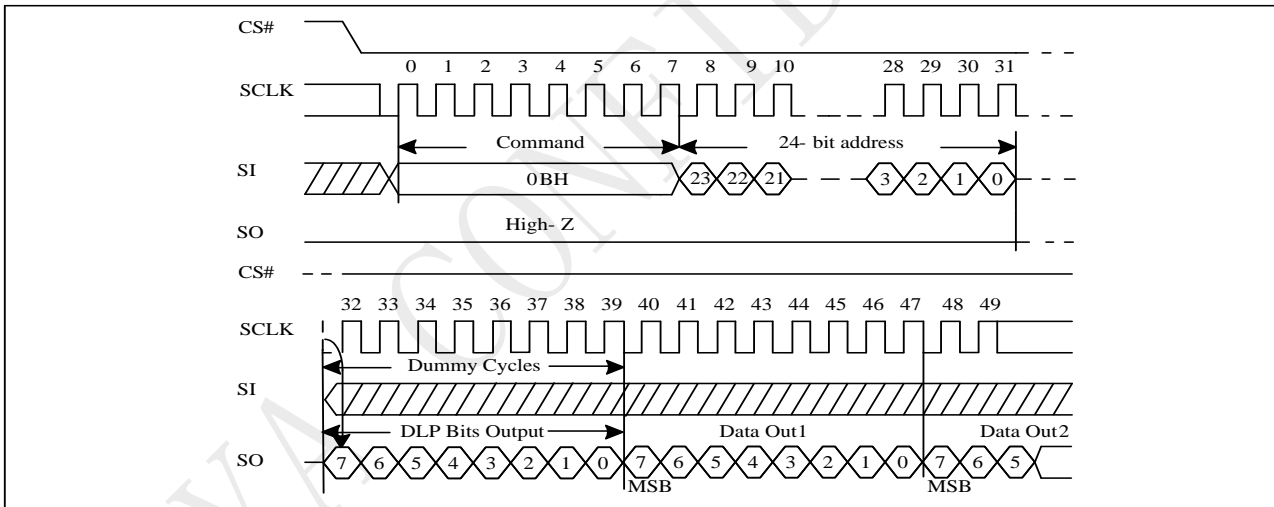 CS#
0 1 2 3 4 5 6 7 8 9 10 28 29 30 31
SCLK
Command 24- bit address
SI 0BH 23 22 21 3 2 1 0
High- Z
SO
CS#
32 33 34 35 36 37 38 39 40 41 42 43 44 45 46 47 48 49
SCLK
Dummy Cycles
SI
DLP Bits Output Data Out1 Data Out2
SO 7 6 5 4 3 2 1 0 7 6 5 4 3 2 1 0 7 6 5
MSB MSB